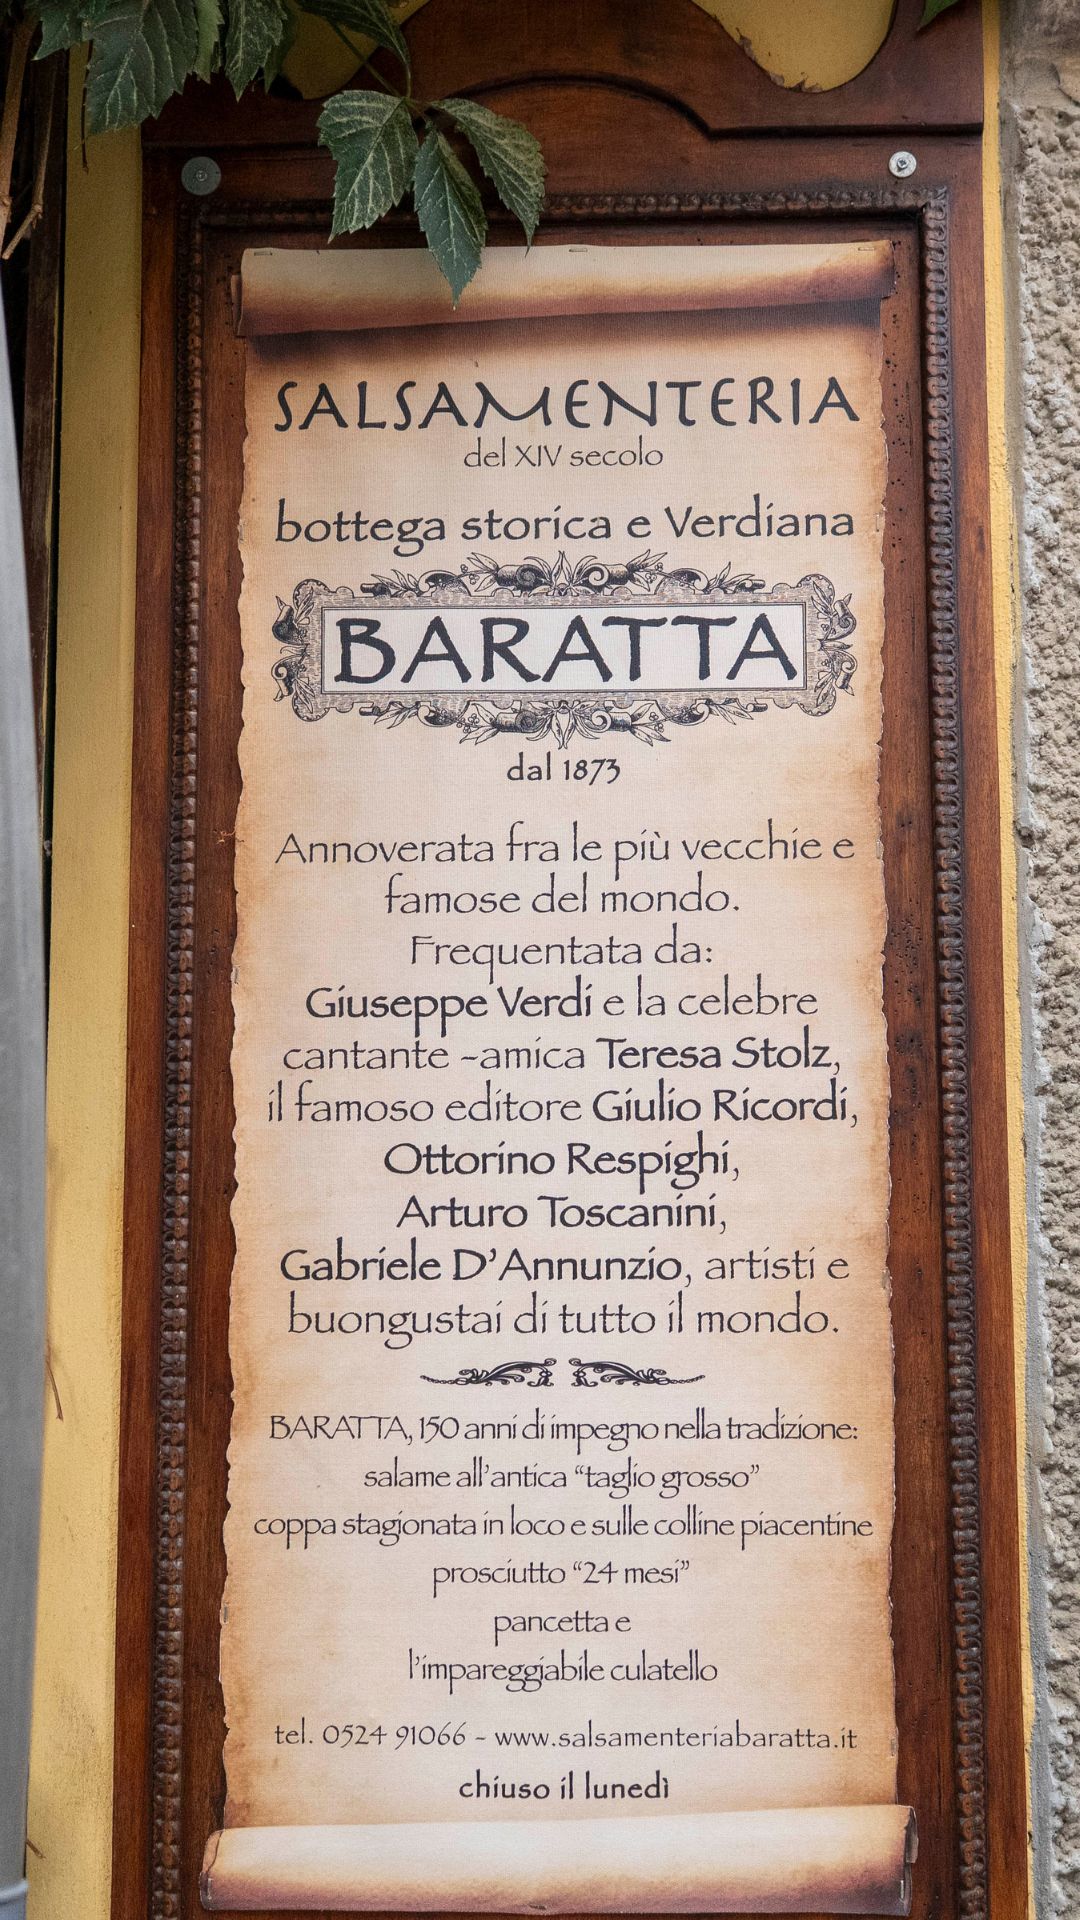 SALSAMENTERIA
del XIV secolo
bottega storica e Verdiana
BARATTA
dal 1873
Annoverata fra le più vecchie e
famose del mondo.
Frequentata da:
Giuseppe Verdi e la celebre
cantante -amica Teresa Stolz,
il famoso editore Giulio Ricordi,
Ottorino Respighi,
Arturo Toscanini,
Gabriele D'Annunzio, artisti e
buongustai di tutto il mondo.
BARATTA, 150 anni di impegno nella tradizione:
salame all'antica “taglio grosso”
coppa stagionata in loco e sulle colline piacentine
prosciutto “24 mesi”
pancetta e
l'impareggiabile culatello
tel. 0524 91066 - www.salsamenteriabaratta.it
chiuso il lunedì